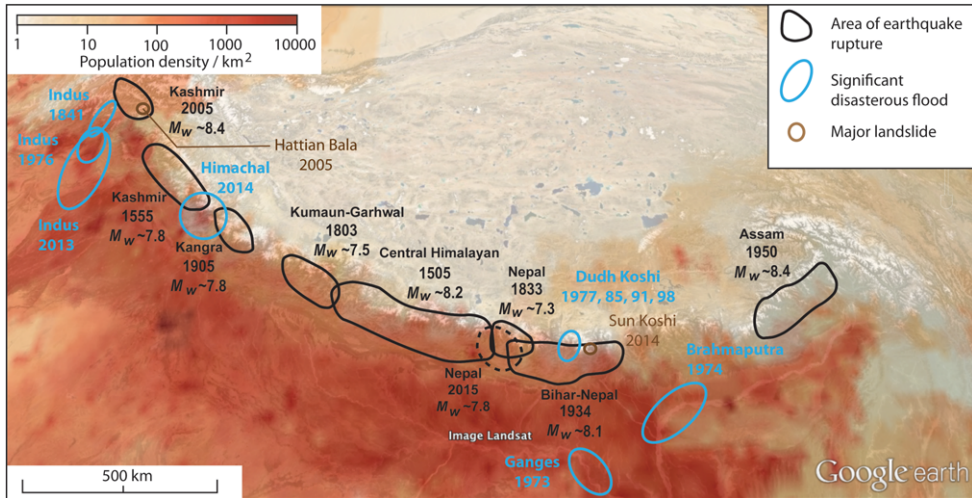 1 10 100 1000 10000
Population density / km²
Area of earthquake
rupture
Significant
disasterous flood
Major landslide
Indus
1841
Kashmir
2005
Mw ~8.4
Indus
1976
Hattian Bala
2005
Himachal
2014
Kashmir
1555
Mw ~7.8
Indus
2013
Kangra
1905
Mw ~7.8
Kumaun-Garhwal
1803
Mw ~7.5
Central Himalayan
1505
Mw ~8.2
Nepal
1833
Mw ~7.3
Dudh Koshi
1977, 85, 91, 98
Assam
1950
Mw ~8.4
Sun Koshi
2014
Brahmaputra
1974
Nepal
2015
Mw ~7.8
Bihar-Nepal
1934
Mw ~8.1
Image Landsat
Ganges
1973
500 km
Google earth